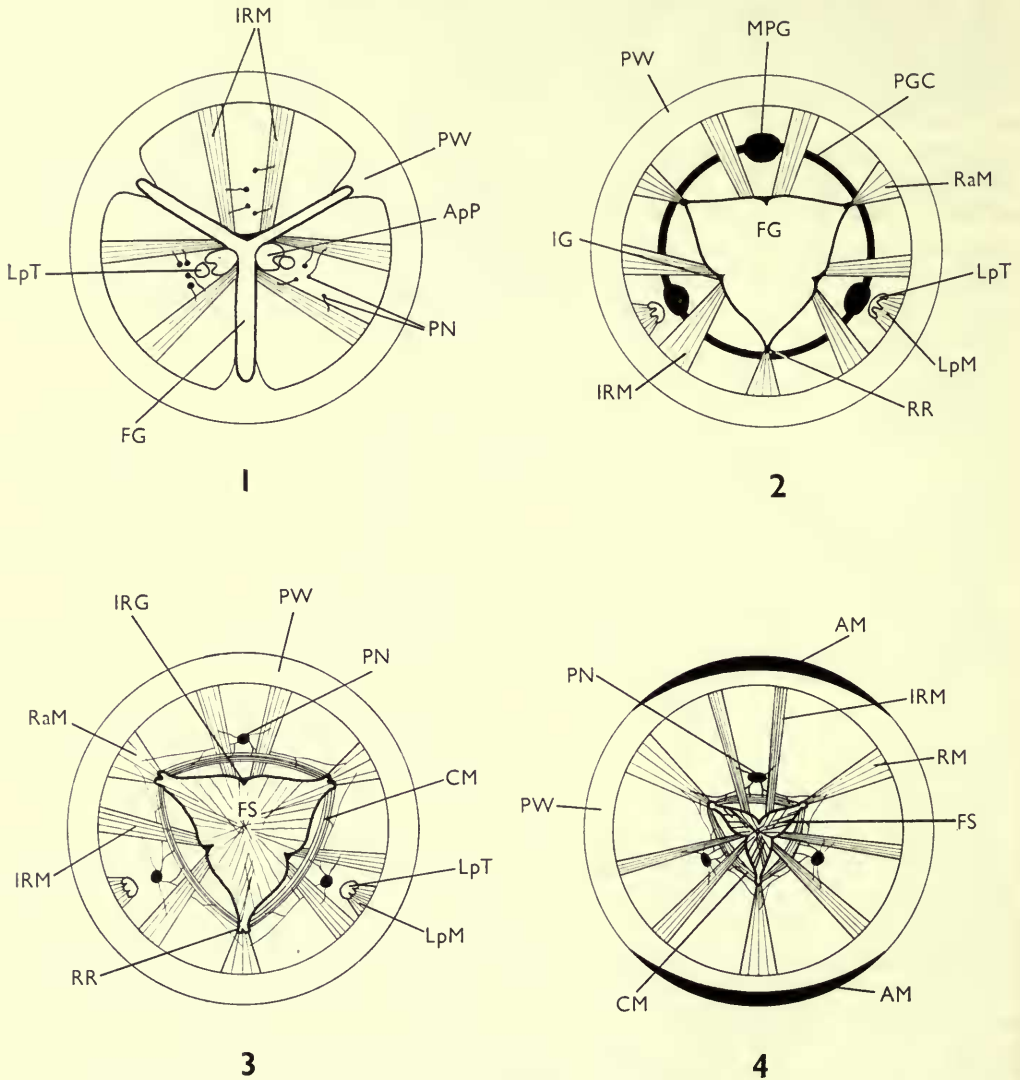 IRM
PW
ApP
LpT
PN
FG
1
MPG
PW
PGC
RaM
FG
IG
LpT
LpM
IRM
RR
2
IRG
PW
PN
RaM
CM
FS
IRM
LpT
LpM
RR
3
AM
PN
IRM
RM
PW
FS
CM
AM
4